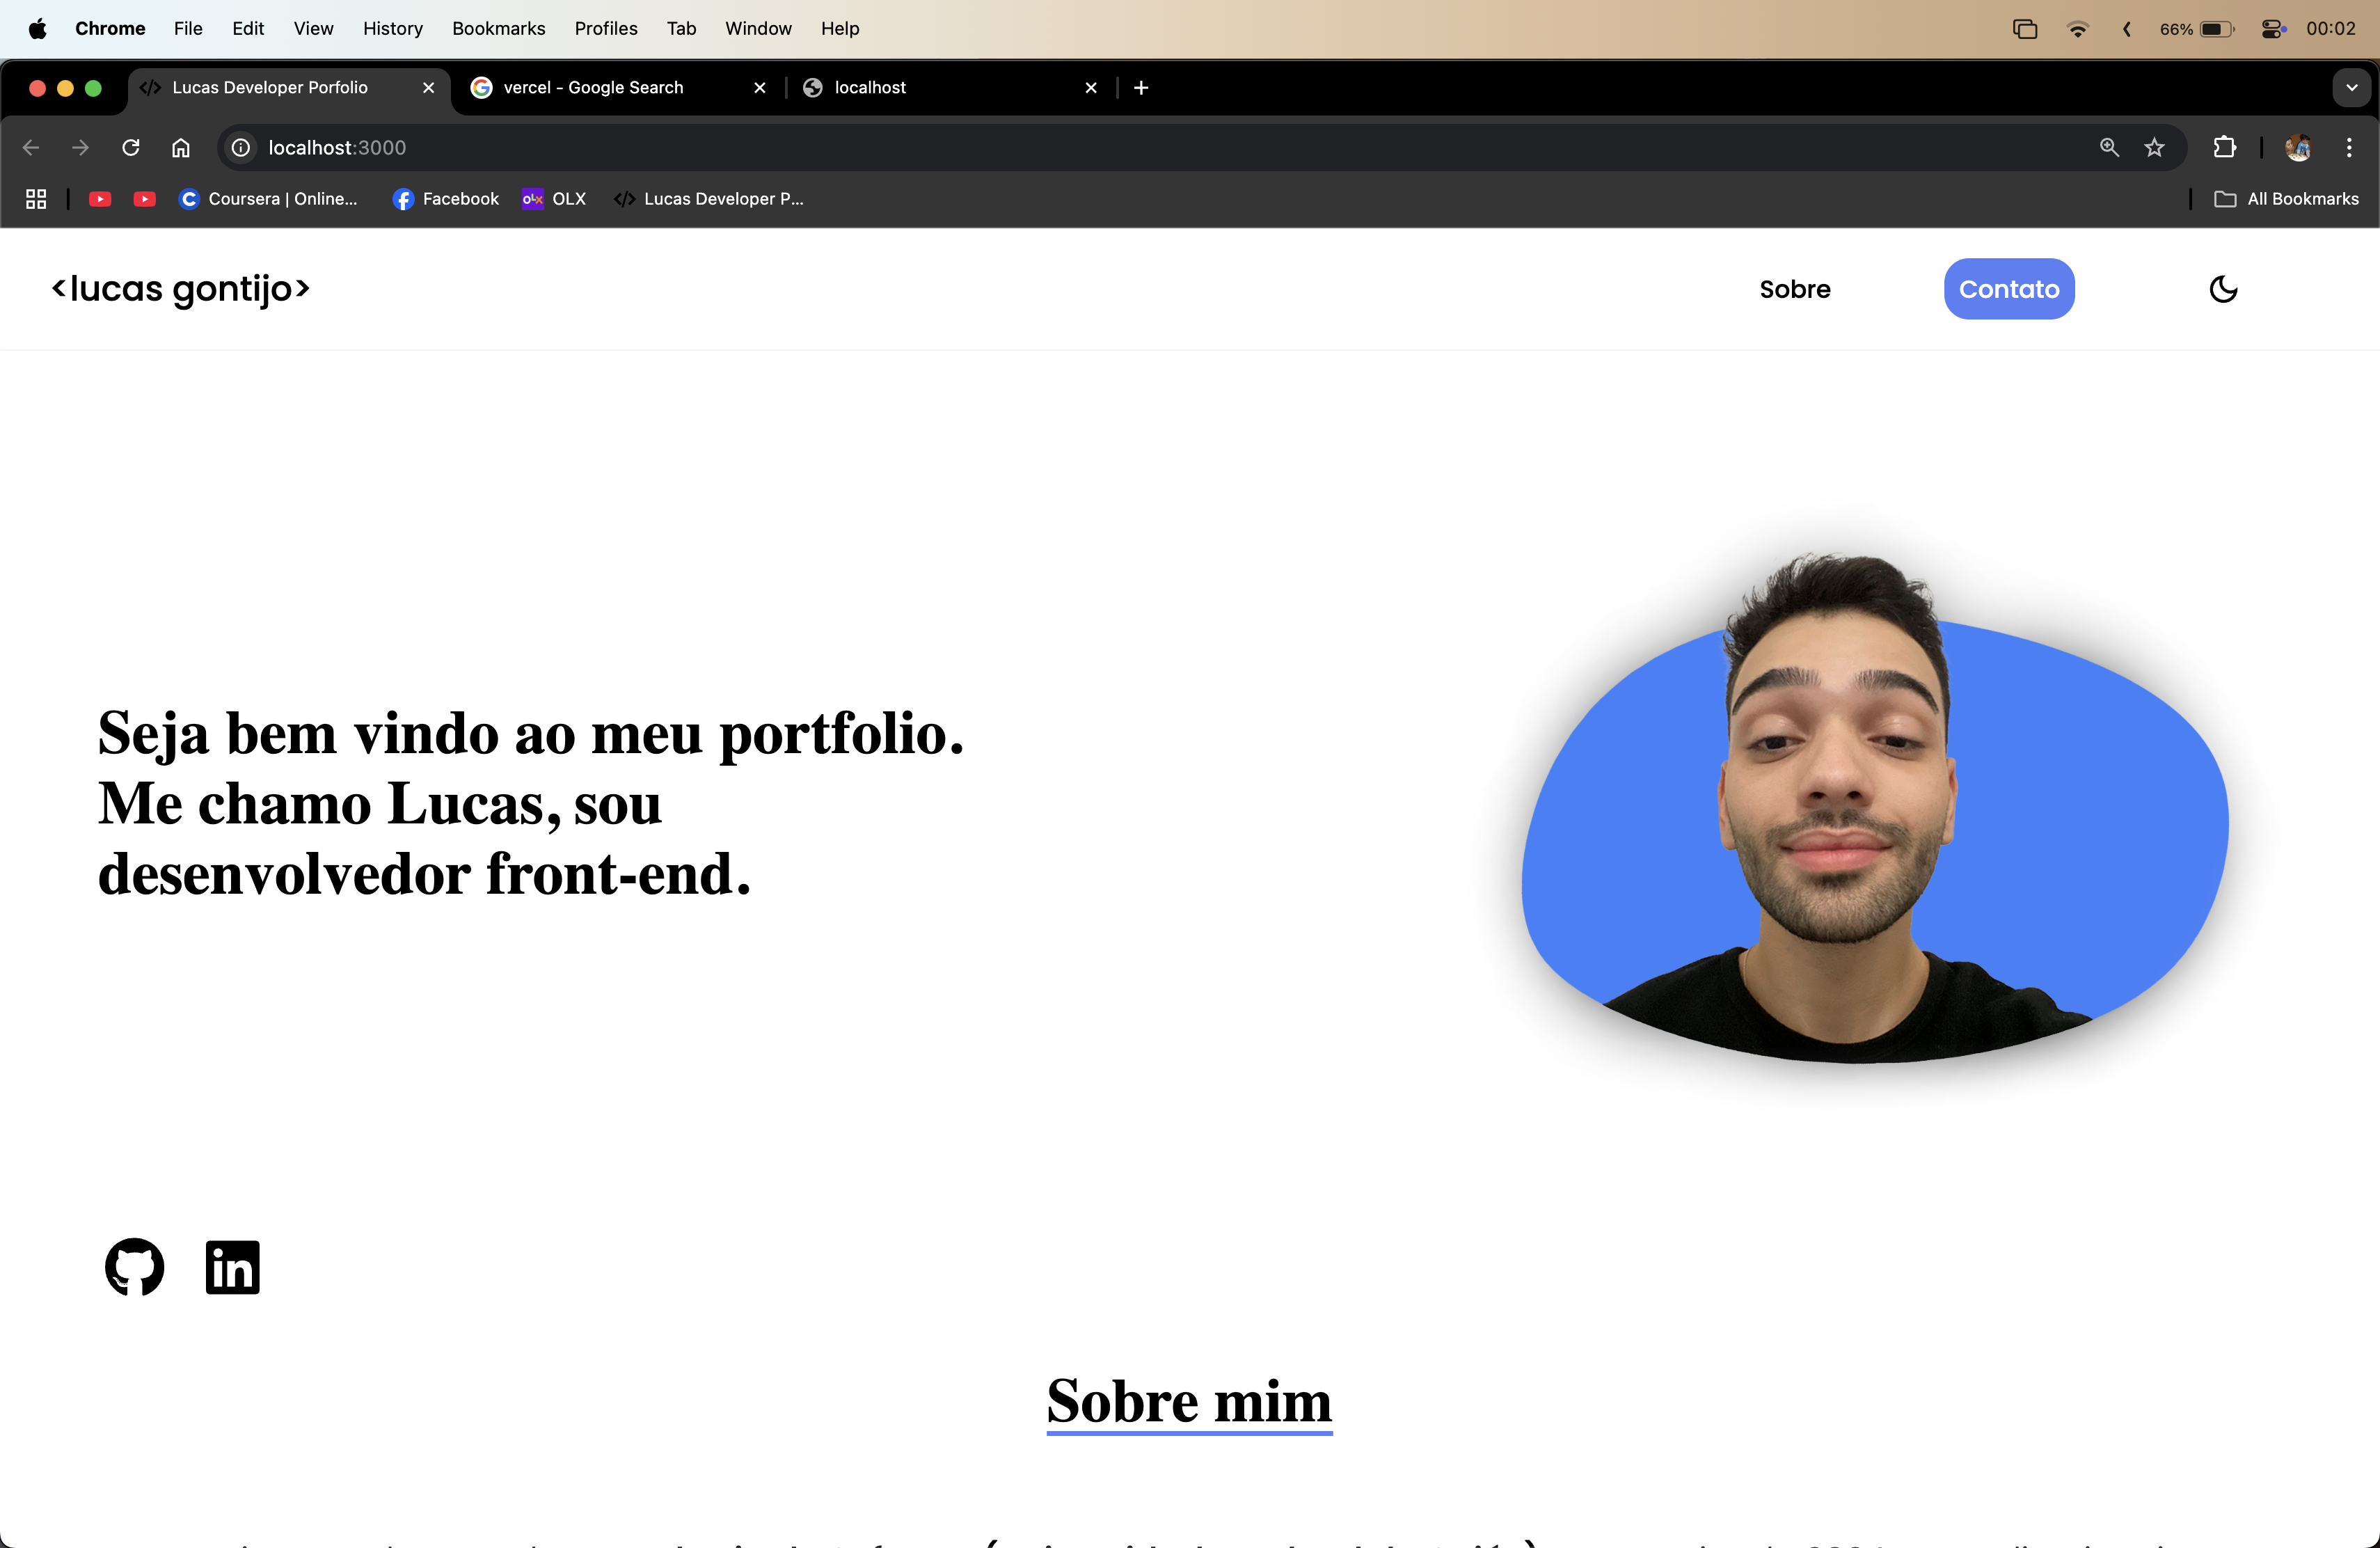 Chrome File Edit View History Bookmarks Profiles Tab Window Help 66% 00:02
Lucas Developer Porfolio vercel - Google Search localhost
localhost:3000
Coursera | Online... Facebook OLX Lucas Developer P... All Bookmarks
<lucas gontijo> Sobre Contato
Seja bem vindo ao meu portfolio.
Me chamo Lucas, sou
desenvolvedor front-end.
in
Sobre mim